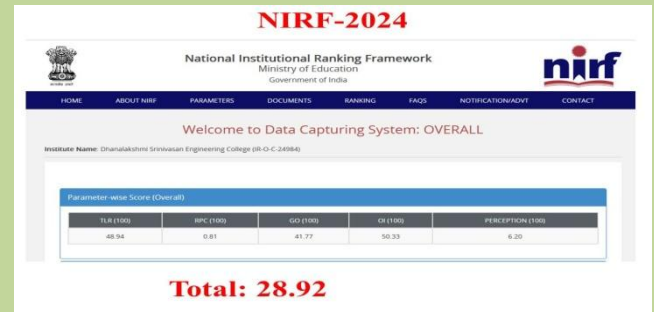 NIRF-2024
National Institutional Ranking Framework
Ministry of Education
Government of India
nirf
HOME ABOUT NIRF PARAMETERS DOCUMENTS RANKING FAQS NOTIFICATION/ADVT CONTACT
Welcome to Data Capturing System: OVERALL
Institute Name: Dhanalakshmi Srinivasan Engineering College (IR-O-C-24984)
Parameter-wise Score (Overall)
TLR (100) RPC (100) GO (100) OI (100) PERCEPTION (100)
48.94 0.81 41.77 50.33 6.20
Total: 28.92